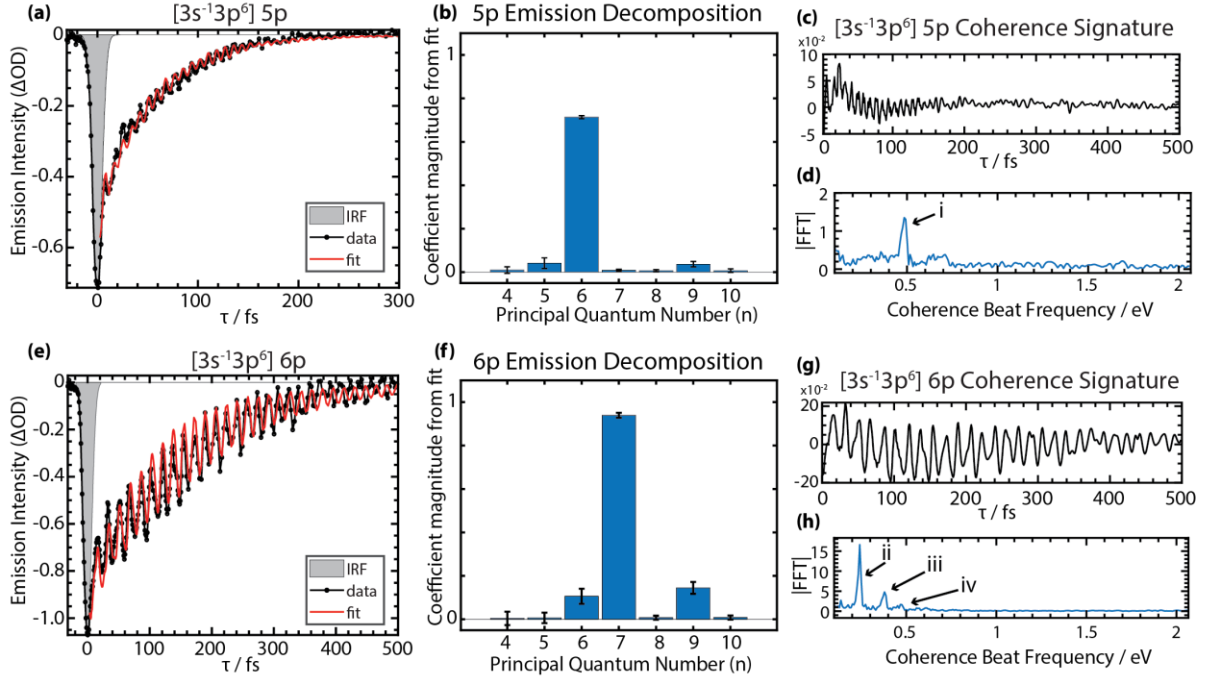 (a)
[3s⁻¹3p⁶] 5p
Emission Intensity (ΔOD)
0
-0.2
-0.4
-0.6
IRF
data
fit
0 100 200 300
τ / fs
(b)
5p Emission Decomposition
Coefficient magnitude from fit
1
0
4 5 6 7 8 9 10
Principal Quantum Number (n)
(c)
[3s⁻¹3p⁶] 5p Coherence Signature
x10⁻²
10
5
0
-5
0 100 200 300 400 500
τ / fs
(d)
|FFT|
2
1
0
i
0.5 1 1.5 2
Coherence Beat Frequency / eV
(e)
[3s⁻¹3p⁶] 6p
Emission Intensity (ΔOD)
0
-0.2
-0.4
-0.6
-0.8
-1.0
IRF
data
fit
0 100 200 300 400 500
τ / fs
(f)
6p Emission Decomposition
Coefficient magnitude from fit
1
0
4 5 6 7 8 9 10
Principal Quantum Number (n)
(g)
[3s⁻¹3p⁶] 6p Coherence Signature
x10⁻²
20
0
-20
0 100 200 300 400 500
τ / fs
(h)
|FFT|
15
10
5
0
ii
iii
iv
0.5 1 1.5 2
Coherence Beat Frequency / eV